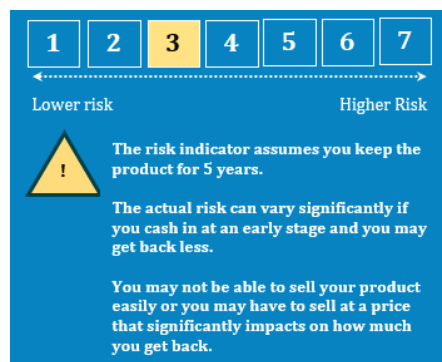 1 2 3 4 5 6 7
Lower risk Higher Risk
!
The risk indicator assumes you keep the
product for 5 years.
The actual risk can vary significantly if
you cash in at an early stage and you may
get back less.
You may not be able to sell your product
easily or you may have to sell at a price
that significantly impacts on how much
you get back.